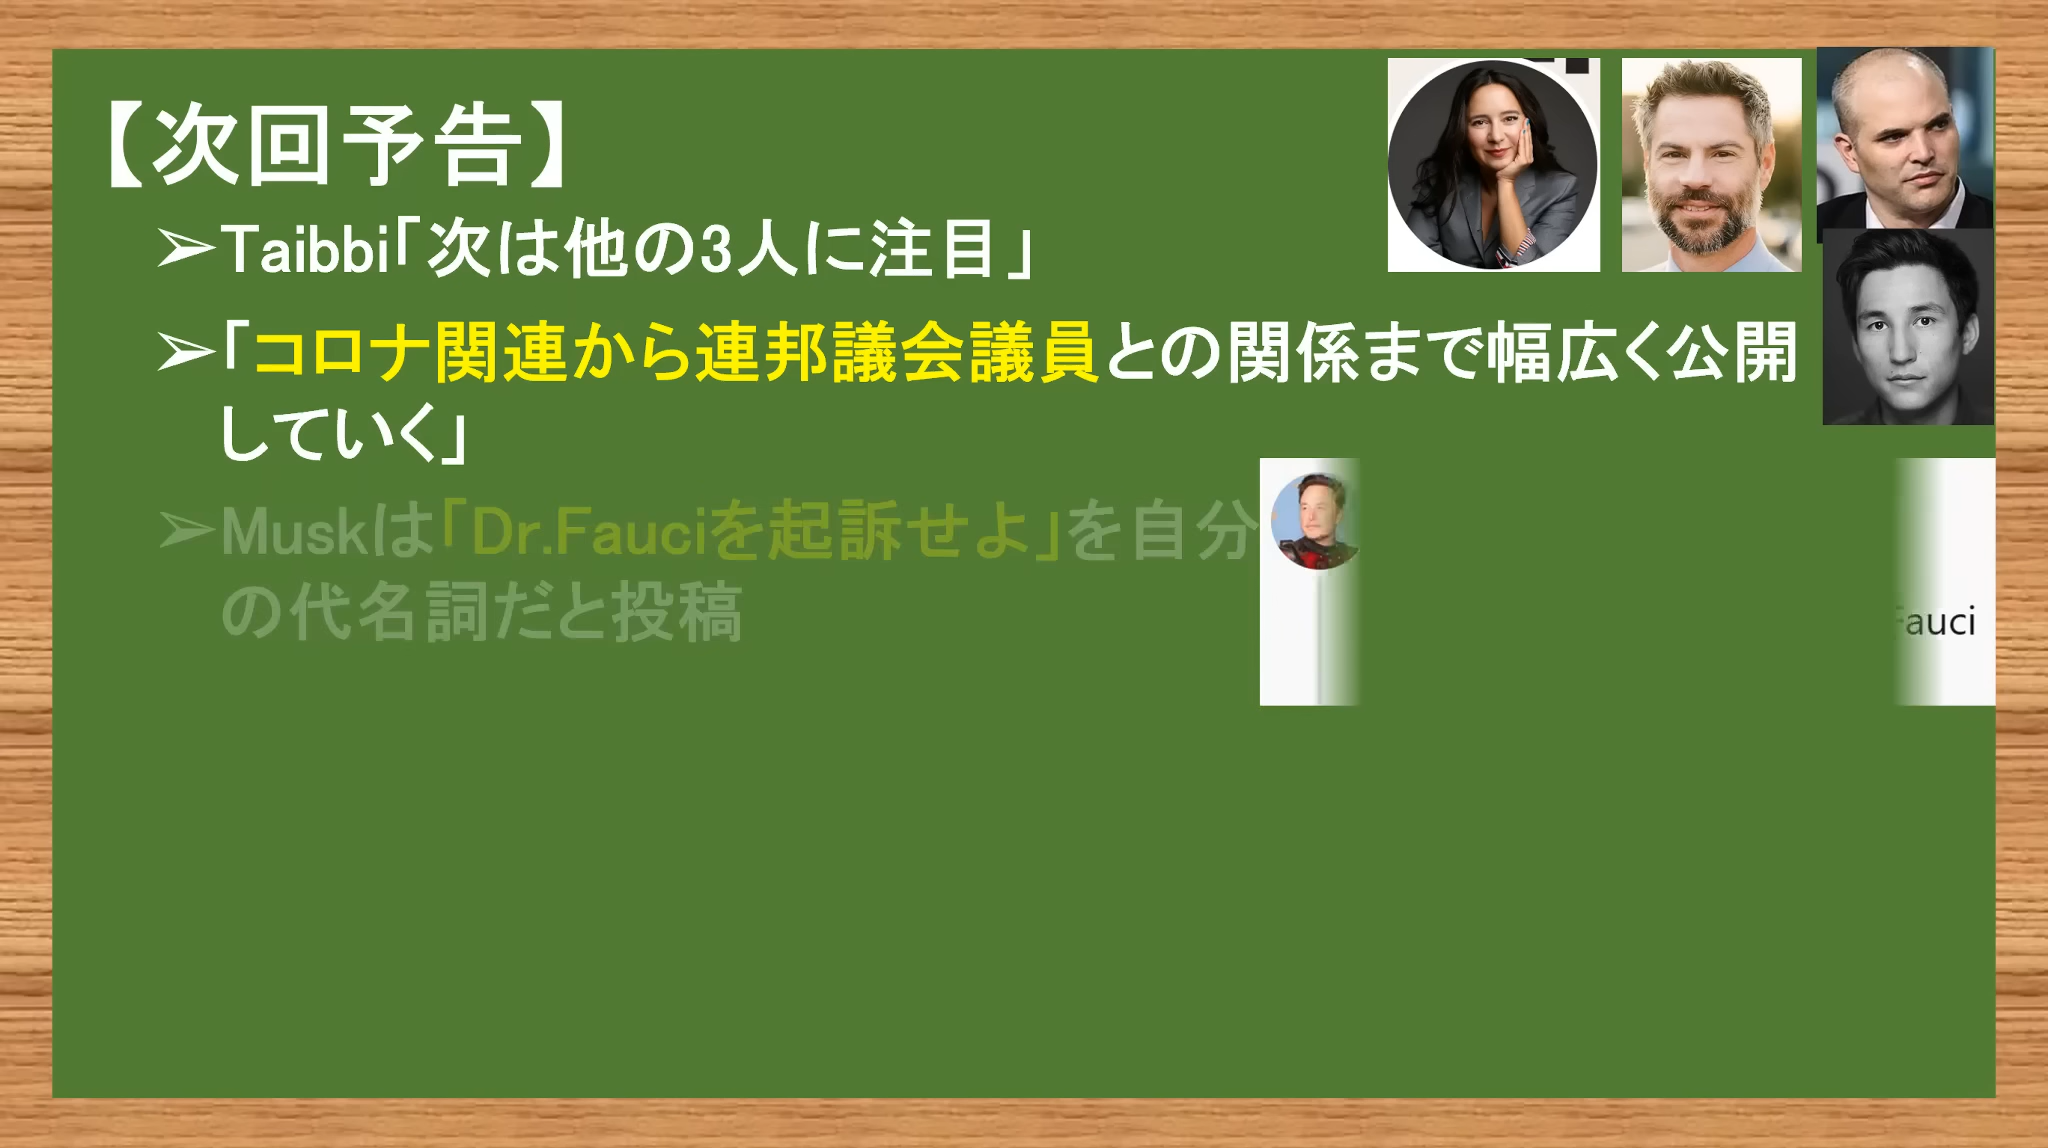 【次回予告】
➢Taibbi「次は他の3人に注目」
➢「コロナ関連から連邦議会議員との関係まで幅広く公開
していく」
➢Muskは「Dr.Fauciを起訴せよ」を自分
の代名詞だと投稿
Fauci